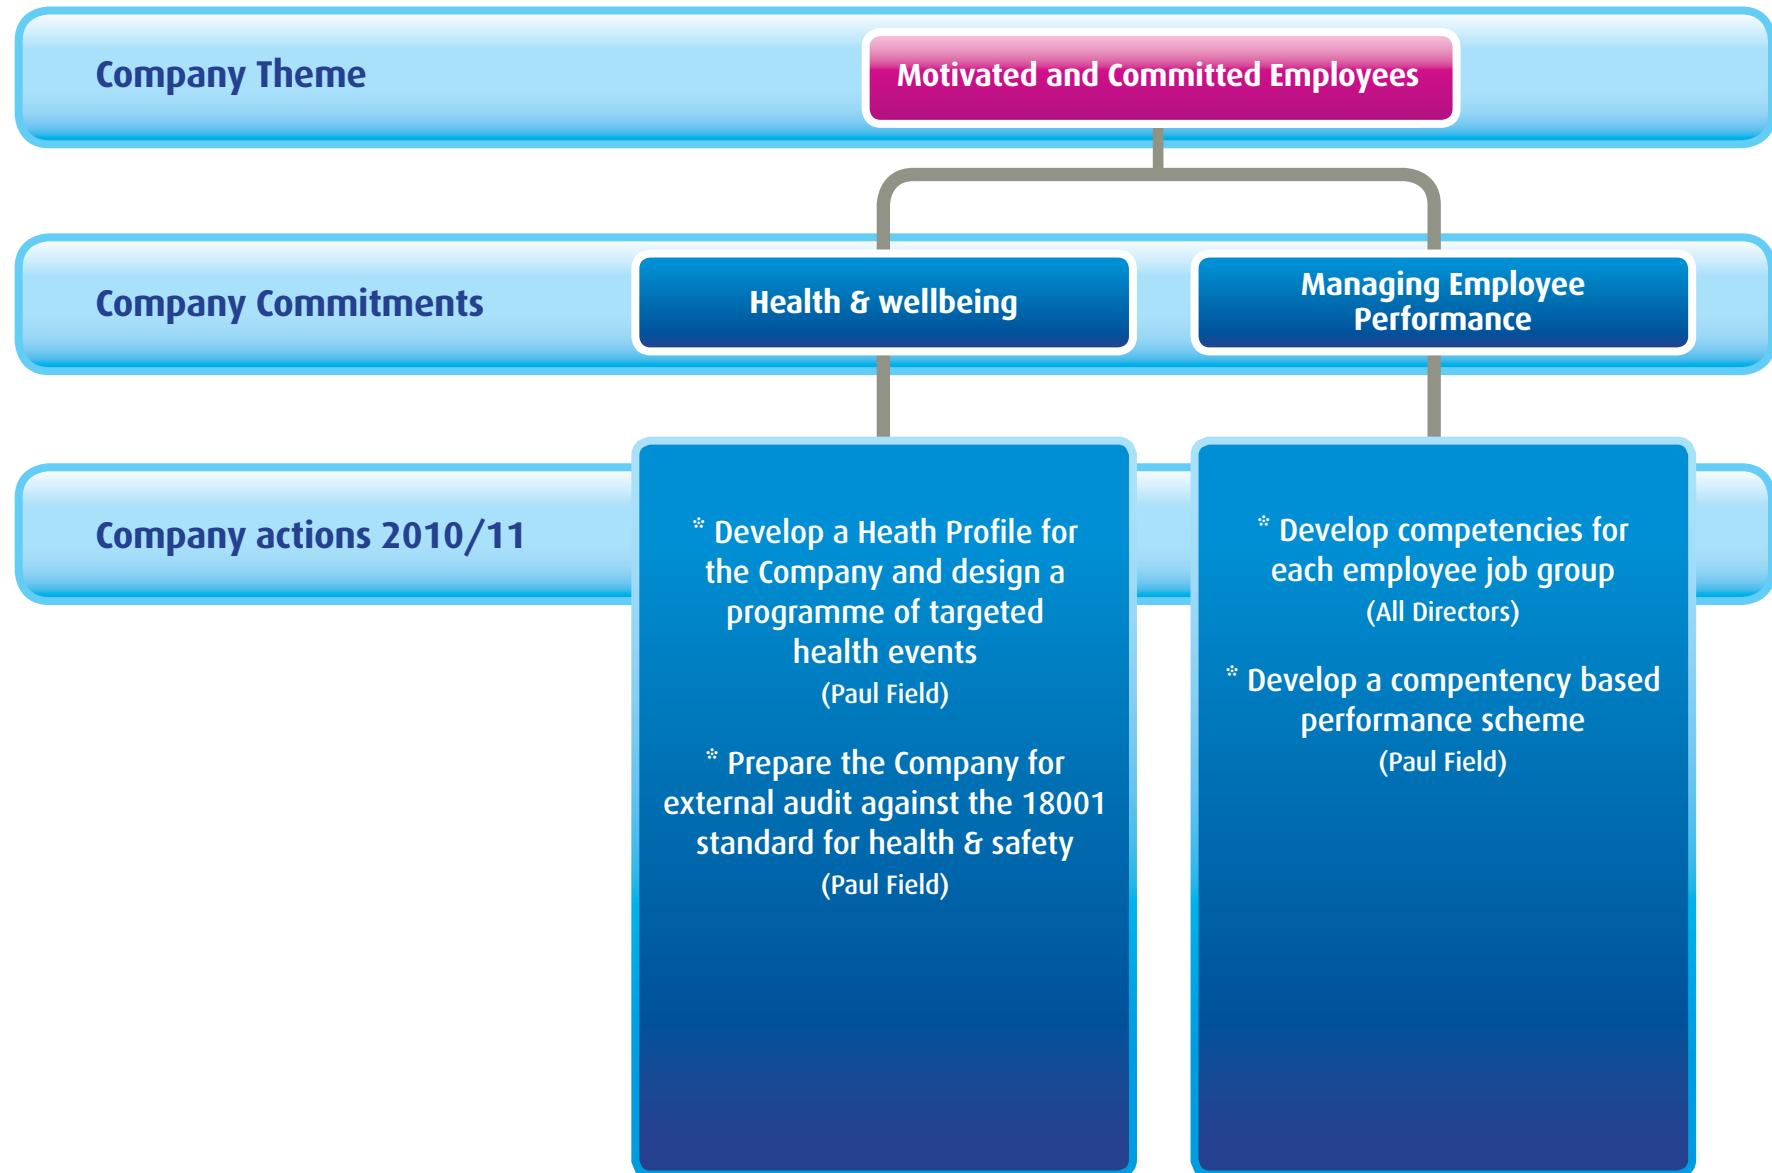 Company Theme
Motivated and Committed Employees
Company Commitments
Health & wellbeing
Managing Employee
Performance
Company actions 2010/11
* Develop a Heath Profile for
the Company and design a
programme of targeted
health events
(Paul Field)
* Prepare the Company for
external audit against the 18001
standard for health & safety
(Paul Field)
* Develop competencies for
each employee job group
(All Directors)
* Develop a compentency based
performance scheme
(Paul Field)